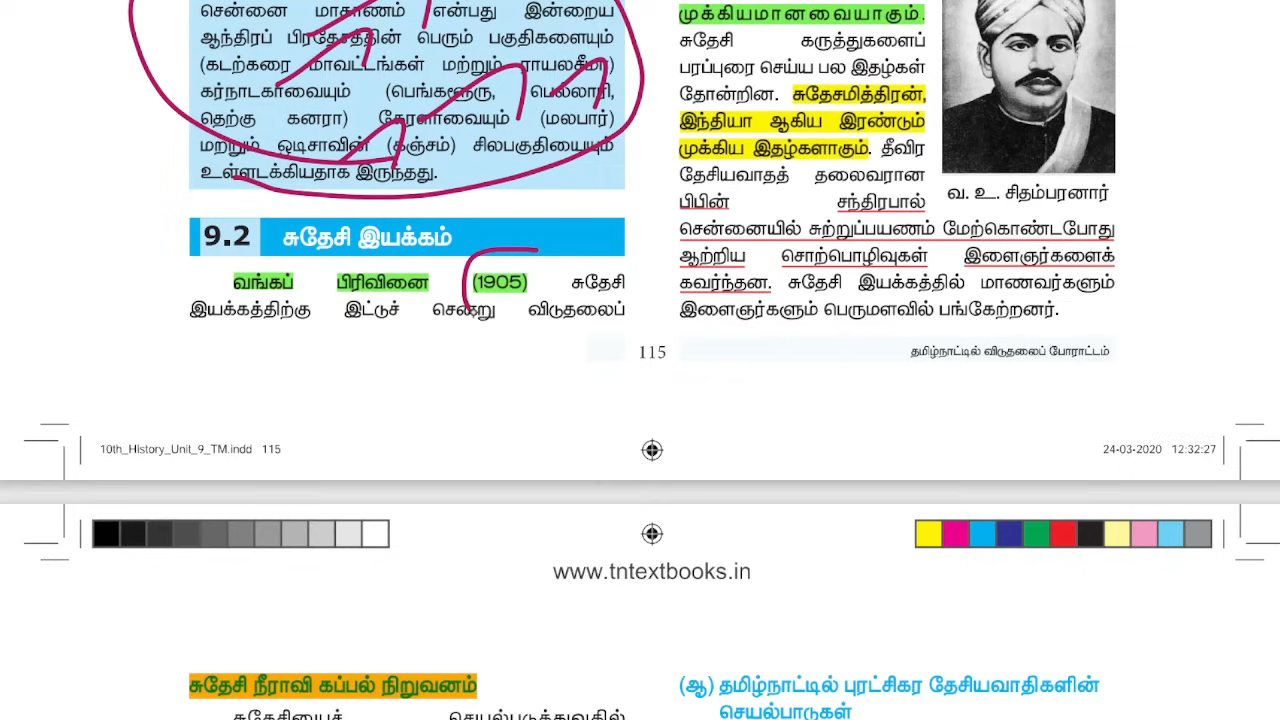 சென்னை மாகாணம் என்பது இன்றைய
ஆந்திரப் பிரதேசத்தின் பெரும் பகுதிகளையும்
(கடற்கரை மாவட்டங்கள் மற்றும் ராயலசீமா)
கர்நாடகாவையும் (பெங்களூரு, பெல்லாரி,
தெற்கு கனரா) கேரளாவையும் (மலபார்)
மற்றும் ஒடிசாவின் (கஞ்சம்) சிலபகுதியையும்
உள்ளடக்கியதாக இருந்தது.
9.2 சுதேசி இயக்கம்
வங்கப் பிரிவினை (1905) சுதேசி
இயக்கத்திற்கு இட்டுச் சென்று விடுதலைப்
முக்கியமானவையாகும்.
சுதேசி கருத்துகளைப்
பரப்புரை செய்ய பல இதழ்கள்
தோன்றின. சுதேசமித்திரன்,
இந்தியா ஆகிய இரண்டும்
முக்கிய இதழ்களாகும். தீவிர
தேசியவாதத் தலைவரான
பிபின் சந்திரபால்
சென்னையில் சுற்றுப்பயணம் மேற்கொண்டபோது
ஆற்றிய சொற்பொழிவுகள் இளைஞர்களைக்
கவர்ந்தன. சுதேசி இயக்கத்தில் மாணவர்களும்
இளைஞர்களும் பெருமளவில் பங்கேற்றனர்.
வ. உ. சிதம்பரனார்
115
தமிழ்நாட்டில் விடுதலைப் போராட்டம்
10th_History_Unit_9_TM.indd 115
24-03-2020 12:32:27
www.tntextbooks.in
சுதேசி நீராவி கப்பல் நிறுவனம்
சுதேசியைச் செயல்படுத்துவதில்
(ஆ) தமிழ்நாட்டில் புரட்சிகர தேசியவாதிகளின்
செயல்பாடுகள்